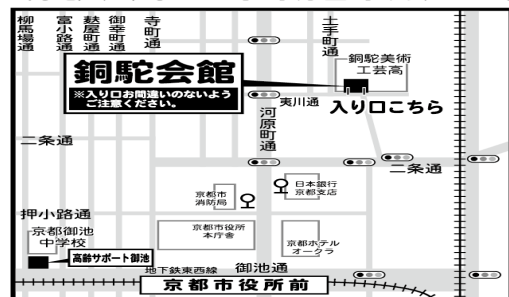 柳馬場通
富小路通
麩屋町通
御幸町通
寺町通
土手町通
銅駝美術
工芸高
銅駝会館
※入り口お間違いのないよう
ご注意ください。
夷川通
入り口こちら
河原町通
二条通
二条通
京都市
消防局
日本銀行
京都支店
押小路通
京都御池
中学校
京都市役所
本庁舎
京都ホテル
オークラ
高齢サポート御池
地下鉄東西線
御池通
京都市役所前